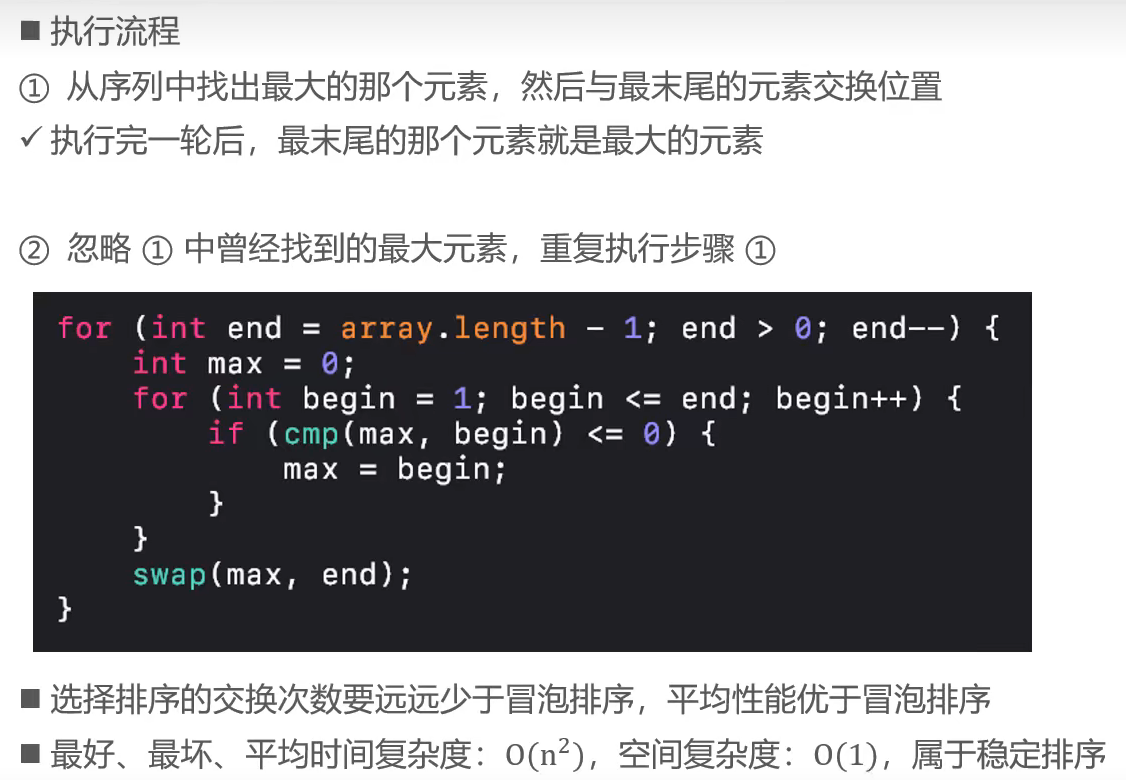 ■ 执行流程
① 从序列中找出最大的那个元素，然后与最末尾的元素交换位置
✓ 执行完一轮后，最末尾的那个元素就是最大的元素
② 忽略 ① 中曾经找到的最大元素，重复执行步骤 ①
for (int end = array.length - 1; end > 0; end--) {
    int max = 0;
    for (int begin = 1; begin <= end; begin++) {
        if (cmp(max, begin) <= 0) {
            max = begin;
        }
    }
    swap(max, end);
}
■ 选择排序的交换次数要远远少于冒泡排序，平均性能优于冒泡排序
■ 最好、最坏、平均时间复杂度：O(n²)，空间复杂度：O(1)，属于稳定排序